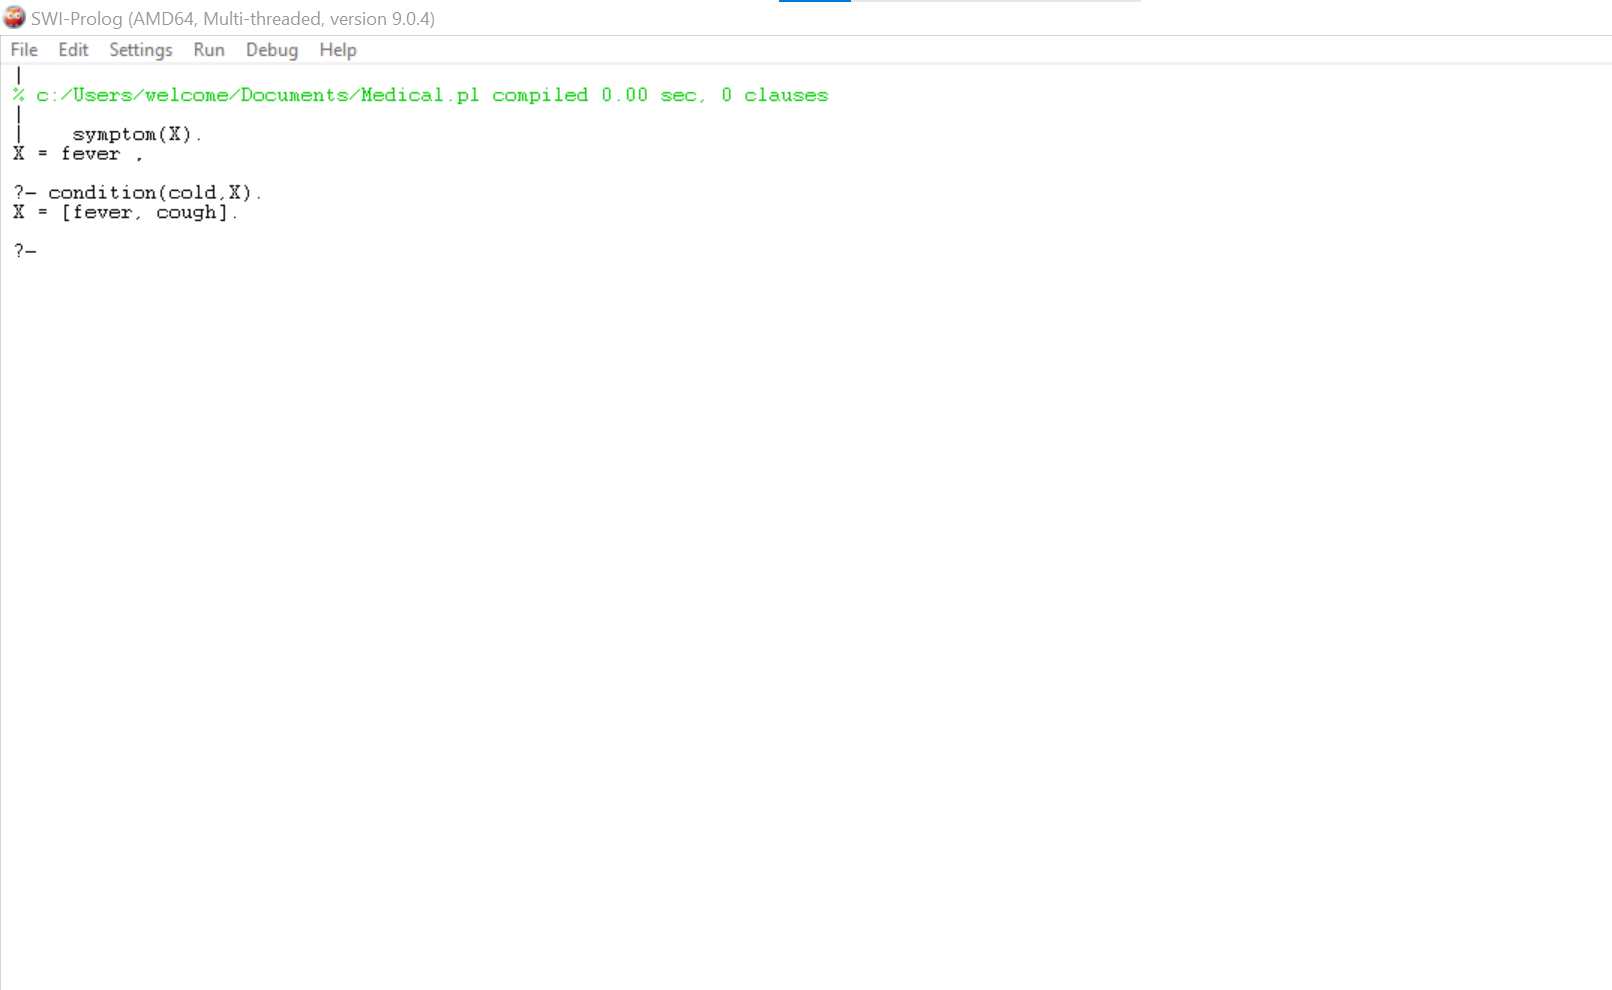 SWI-Prolog (AMD64, Multi-threaded, version 9.0.4)
File Edit Settings Run Debug Help
|
% c:/Users/welcome/Documents/Medical.pl compiled 0.00 sec, 0 clauses
|
|    symptom(X).
X = fever ,
?- condition(cold,X).
X = [fever, cough].
?-